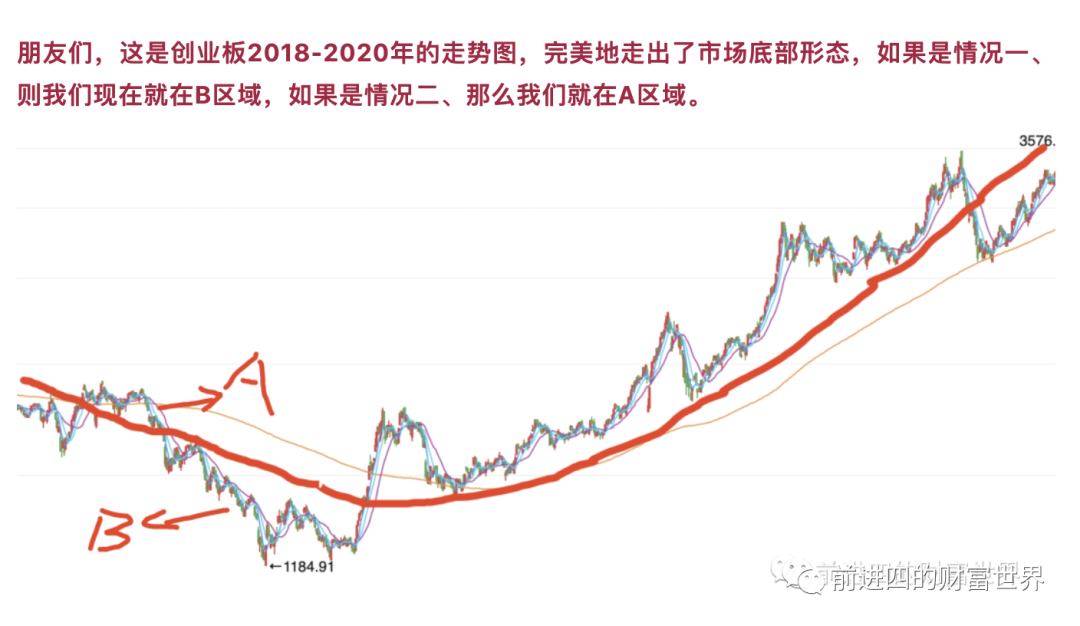 朋友们，这是创业板2018-2020年的走势图，完美地走出了市场底部形态，如果是情况一、
则我们现在就在B区域，如果是情况二、那么我们就在A区域。
3576.
A
B
←1184.91
前进四的财富世界